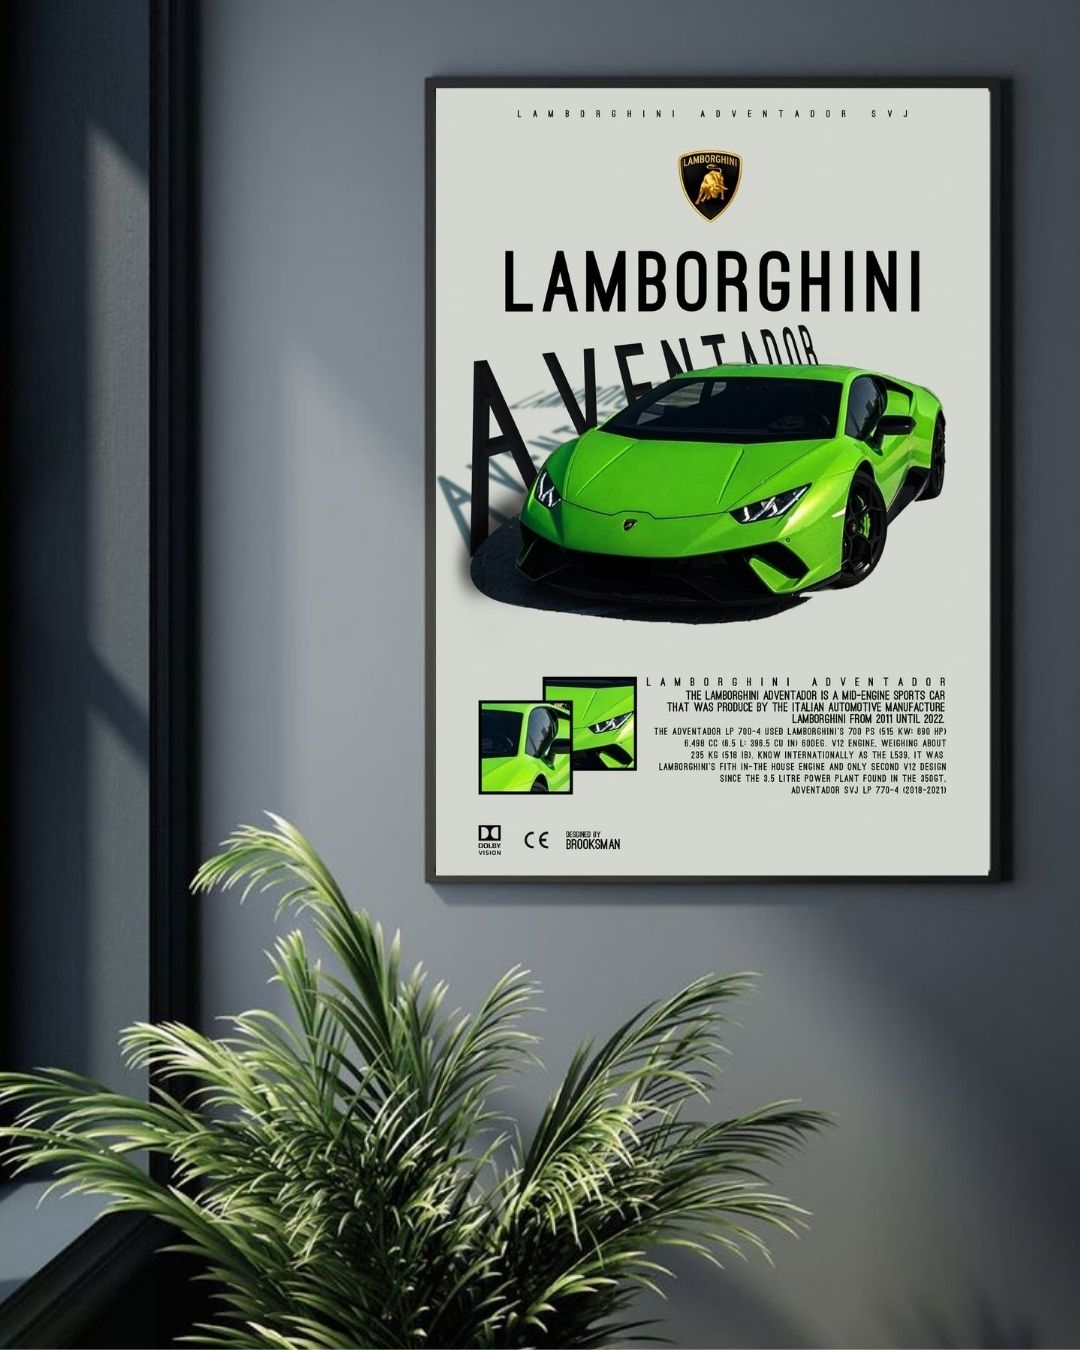 LAMBORGHINI ADVENTADOR SVJ
LAMBORGHINI
LAMBORGHINI
AVENTADOR
LAMBORGHINI ADVENTADOR
THE LAMBORGHINI ADVENTADOR IS A MID-ENGINE SPORTS CAR
THAT WAS PRODUCE BY THE ITALIAN AUTOMOTIVE MANUFACTURE
LAMBORGHINI FROM 2011 UNTIL 2022.
THE ADVENTADOR LP 700-4 USED LAMBORGHINI'S 700 PS (515 KW; 690 HP)
6,498 CC (6.5 L; 396.5 CU IN) 60DEG. V12 ENGINE. WEIGHING ABOUT
235 KG (518 IB). KNOW INTERNATIONALLY AS THE L539. IT WAS
LAMBORGHINI'S FITH IN-THE HOUSE ENGINE AND ONLY SECOND V12 DESIGN
SINCE THE 3.5 LITRE POWER PLANT FOUND IN THE 350GT.
ADVENTADOR SVJ LP 770-4 (2018-2021)
DOLBY
VISION
CE
DESGINED BY
BROOKSMAN